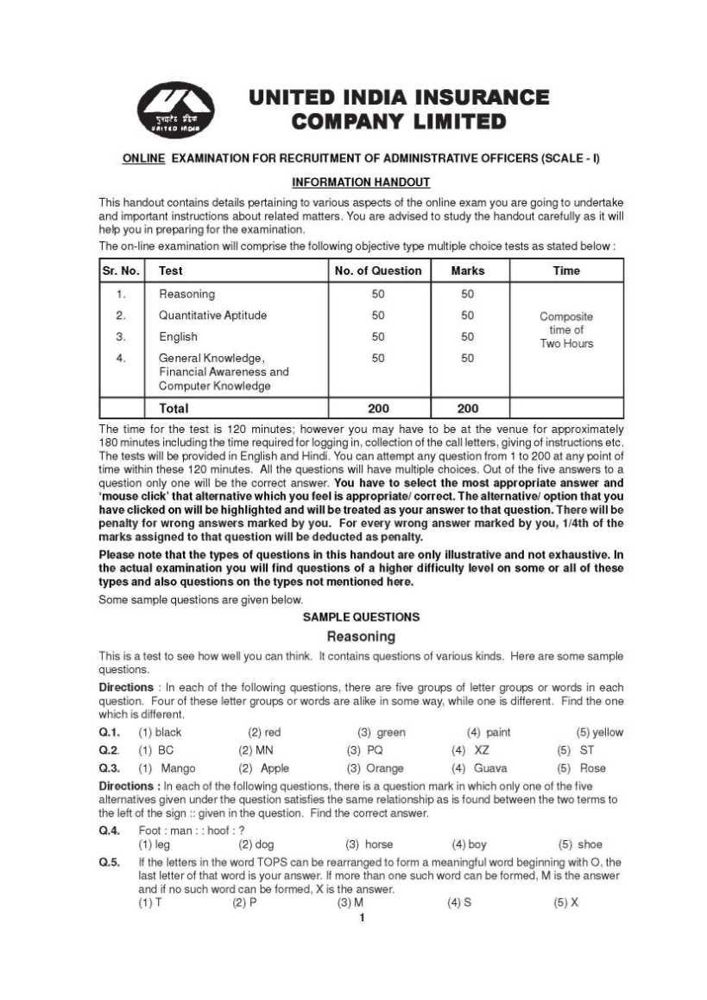 यूनाइटेड इंडिया
UNITED INDIA
UNITED INDIA INSURANCE
COMPANY LIMITED
ONLINE EXAMINATION FOR RECRUITMENT OF ADMINISTRATIVE OFFICERS (SCALE - I)
INFORMATION HANDOUT
This handout contains details pertaining to various aspects of the online exam you are going to undertake
and important instructions about related matters. You are advised to study the handout carefully as it will
help you in preparing for the examination.
The on-line examination will comprise the following objective type multiple choice tests as stated below :
Sr. No. Test No. of Question Marks Time
1. Reasoning 50 50
2. Quantitative Aptitude 50 50 Composite
time of
3. English 50 50
Two Hours
4. General Knowledge, 50 50
Financial Awareness and
Computer Knowledge
Total 200 200
The time for the test is 120 minutes; however you may have to be at the venue for approximately
180 minutes including the time required for logging in, collection of the call letters, giving of instructions etc.
The tests will be provided in English and Hindi. You can attempt any question from 1 to 200 at any point of
time within these 120 minutes. All the questions will have multiple choices. Out of the five answers to a
question only one will be the correct answer. You have to select the most appropriate answer and
‘mouse click’ that alternative which you feel is appropriate/ correct. The alternative/ option that you
have clicked on will be highlighted and will be treated as your answer to that question. There will be
penalty for wrong answers marked by you. For every wrong answer marked by you, 1/4th of the
marks assigned to that question will be deducted as penalty.
Please note that the types of questions in this handout are only illustrative and not exhaustive. In
the actual examination you will find questions of a higher difficulty level on some or all of these
types and also questions on the types not mentioned here.
Some sample questions are given below.
SAMPLE QUESTIONS
Reasoning
This is a test to see how well you can think. It contains questions of various kinds. Here are some sample
questions.
Directions : In each of the following questions, there are five groups of letter groups or words in each
question. Four of these letter groups or words are alike in some way, while one is different. Find the one
which is different.
Q.1. (1) black (2) red (3) green (4) paint (5) yellow
Q.2. (1) BC (2) MN (3) PQ (4) XZ (5) ST
Q.3. (1) Mango (2) Apple (3) Orange (4) Guava (5) Rose
Directions : In each of the following questions, there is a question mark in which only one of the five
alternatives given under the question satisfies the same relationship as is found between the two terms to
the left of the sign :: given in the question. Find the correct answer.
Q.4. Foot : man : : hoof : ?
(1) leg (2) dog (3) horse (4) boy (5) shoe
Q.5. If the letters in the word TOPS can be rearranged to form a meaningful word beginning with O, the
last letter of that word is your answer. If more than one such word can be formed, M is the answer
and if no such word can be formed, X is the answer.
(1) T (2) P (3) M (4) S (5) X
1